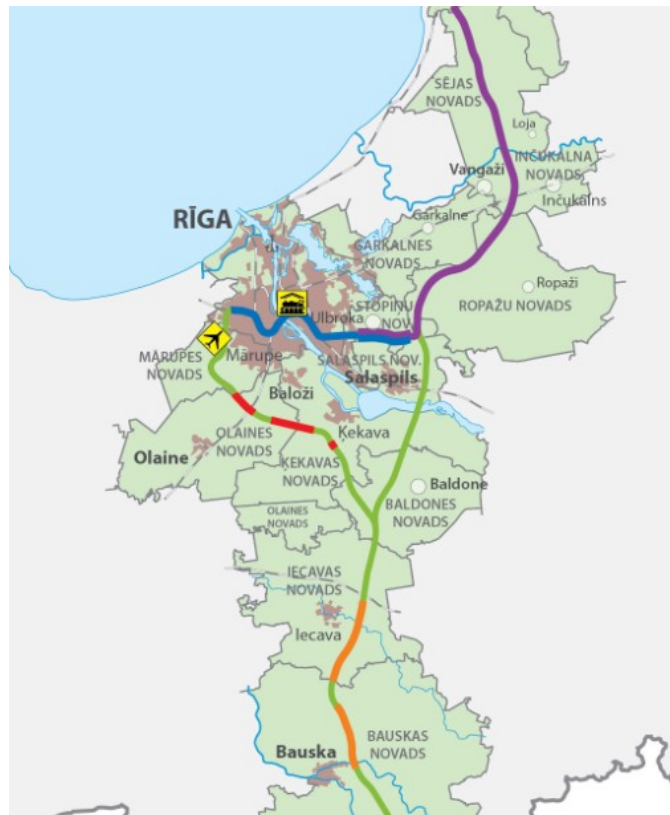 SĒJAS
NOVADS
Loja
INČUKALNA
NOVADS
Vangaži
Inčukalns
RĪGA
Garkalne
GARKALNES
NOVADS
Ropaži
ROPAŽU NOVADS
STOPIŅU
NOV.
Ulbroka
MĀRUPES
NOVADS
Mārupe
SALASPILS NOV.
Salaspils
Baloži
Olaine
OLAINES
NOVADS
Ķekava
ĶEKAVAS
NOVADS
Baldone
BALDONES
NOVADS
OLAINES
NOVADS
IECAVAS
NOVADS
Iecava
BAUSKAS
NOVADS
Bauska